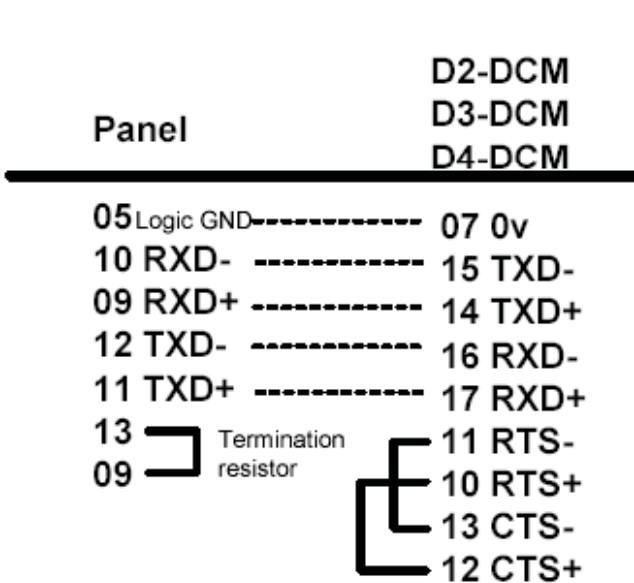 D2-DCM
Panel D3-DCM
D4-DCM
05 Logic GND 07 0v
10 RXD- 15 TXD-
09 RXD+ 14 TXD+
12 TXD- 16 RXD-
11 TXD+ 17 RXD+
13 Termination 11 RTS-
09 resistor 10 RTS+
13 CTS-
12 CTS+